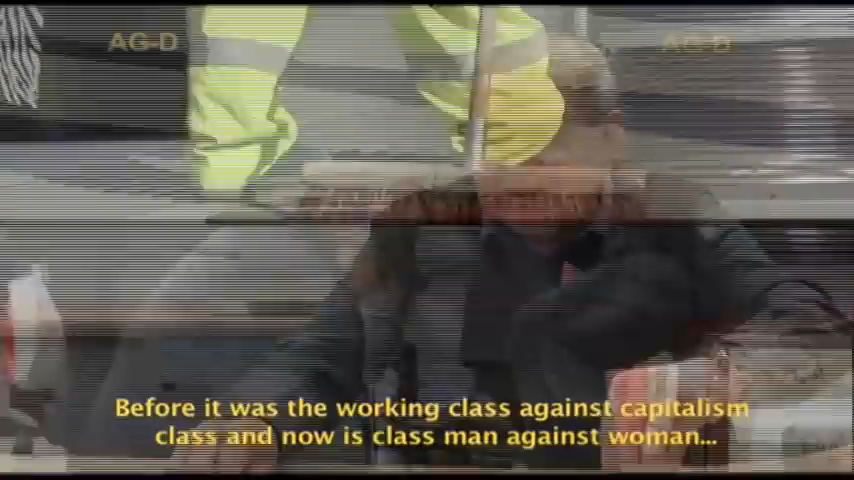 AG-D AG-D
Before it was the working class against capitalism
class and now is class man against woman...